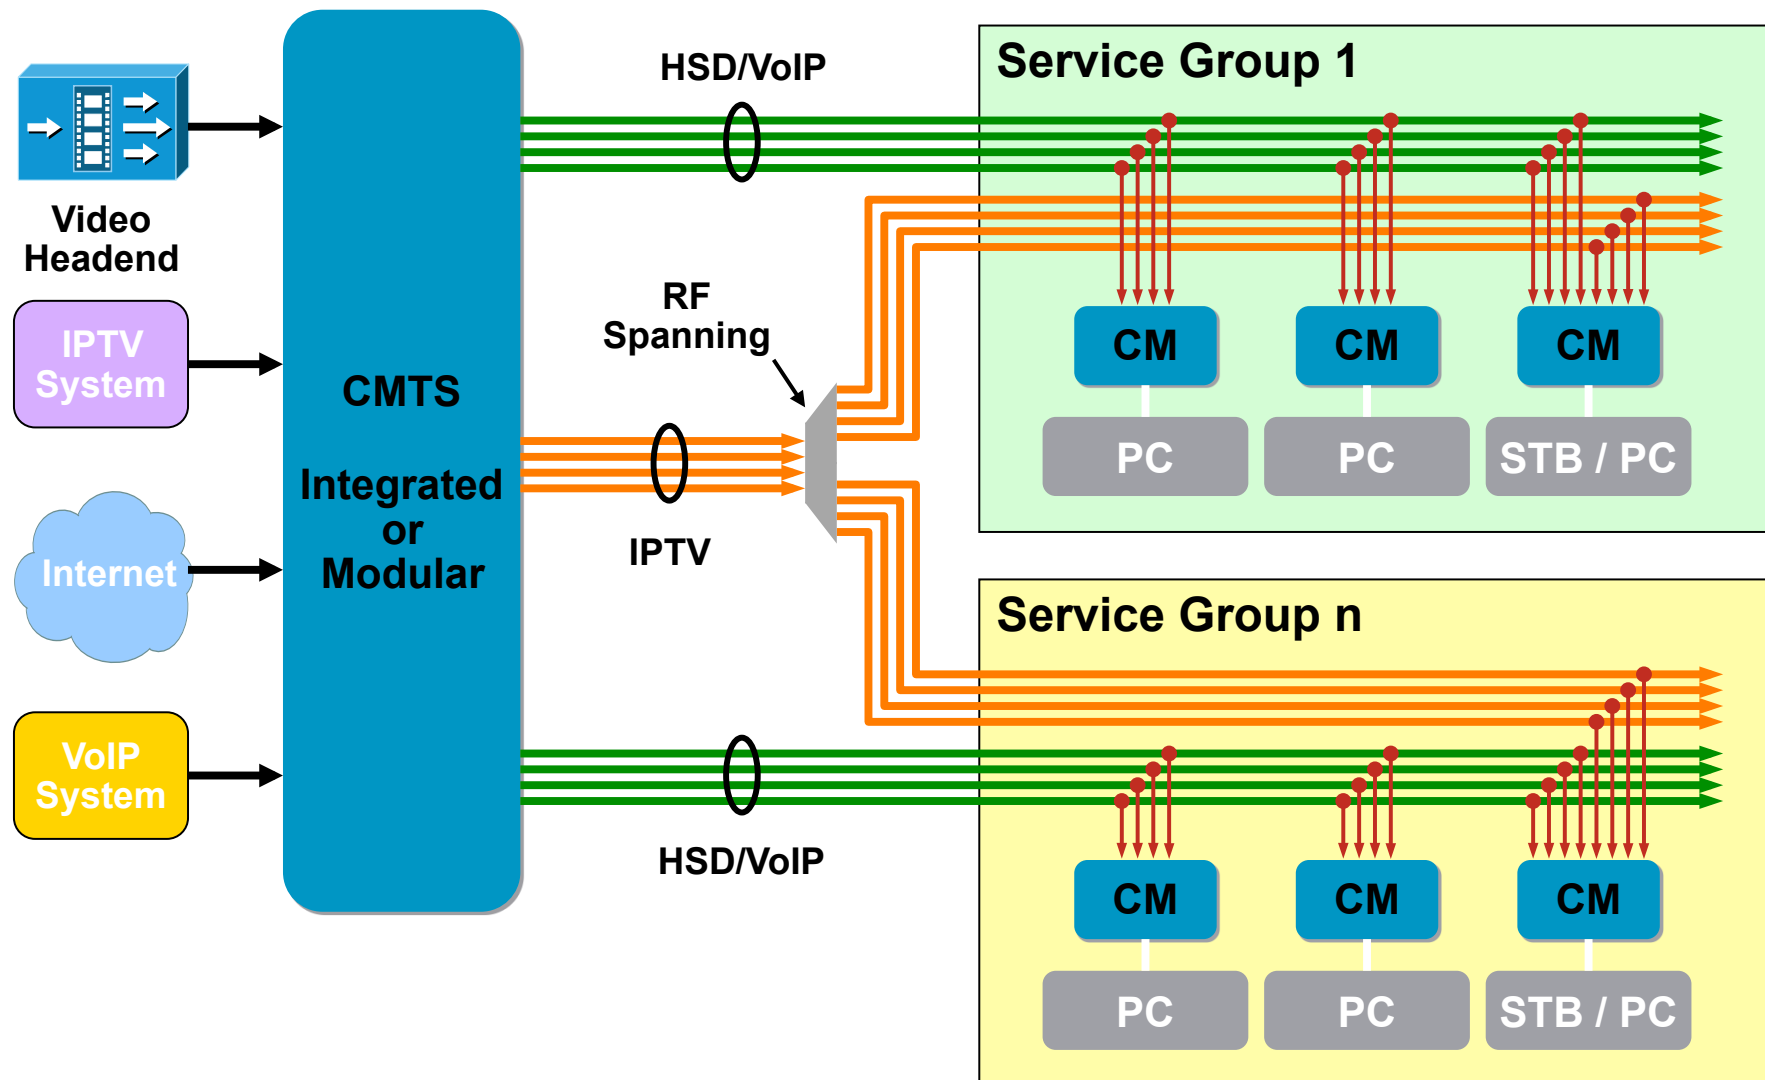 Video
Headend
IPTV
System
Internet
VoIP
System
CMTS
Integrated
or
Modular
HSD/VoIP
RF
Spanning
IPTV
HSD/VoIP
Service Group 1
CM
CM
CM
PC
PC
STB / PC
Service Group n
CM
CM
CM
PC
PC
STB / PC